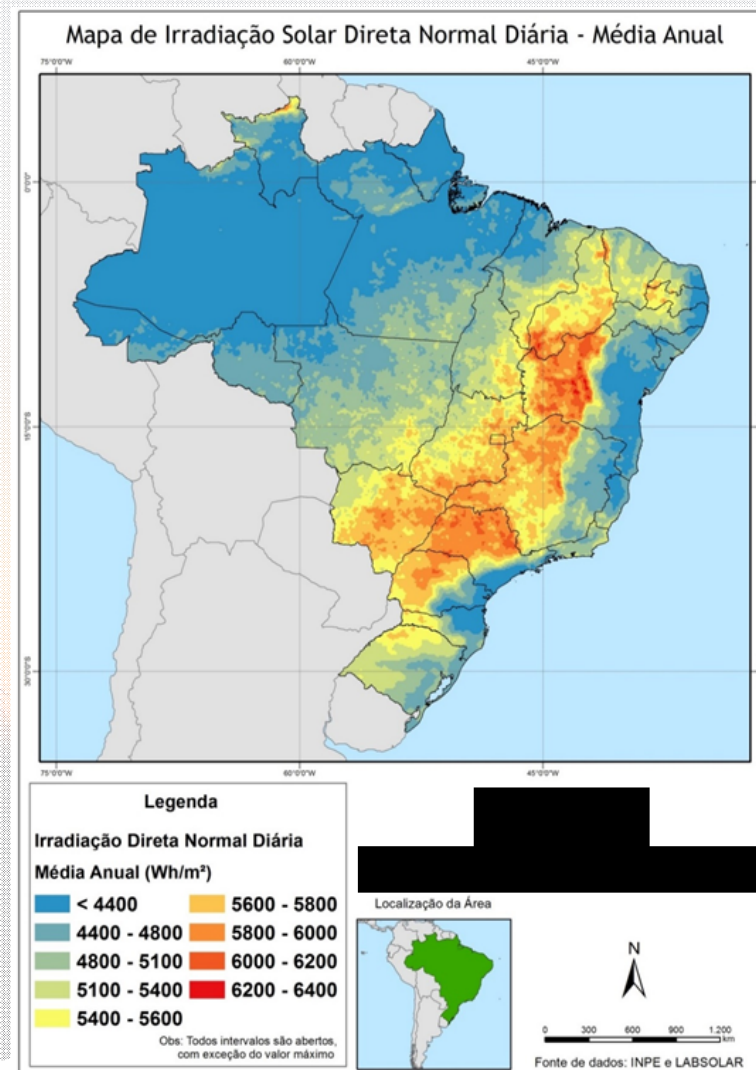 Mapa de Irradiação Solar Direta Normal Diária - Média Anual
75°0'0"W
60°0'0"W
45°0'0"W
0°0'0"
15°0'0"S
30°0'0"S
75°0'0"W
60°0'0"W
45°0'0"W
Legenda
Irradiação Direta Normal Diária
Média Anual (Wh/m²)
< 4400
4400 - 4800
4800 - 5100
5100 - 5400
5400 - 5600
5600 - 5800
5800 - 6000
6000 - 6200
6200 - 6400
Obs: Todos intervalos são abertos,
com exceção do valor máximo
Localização da Área
N
0 300 600 900 1.200
km
Fonte de dados: INPE e LABSOLAR